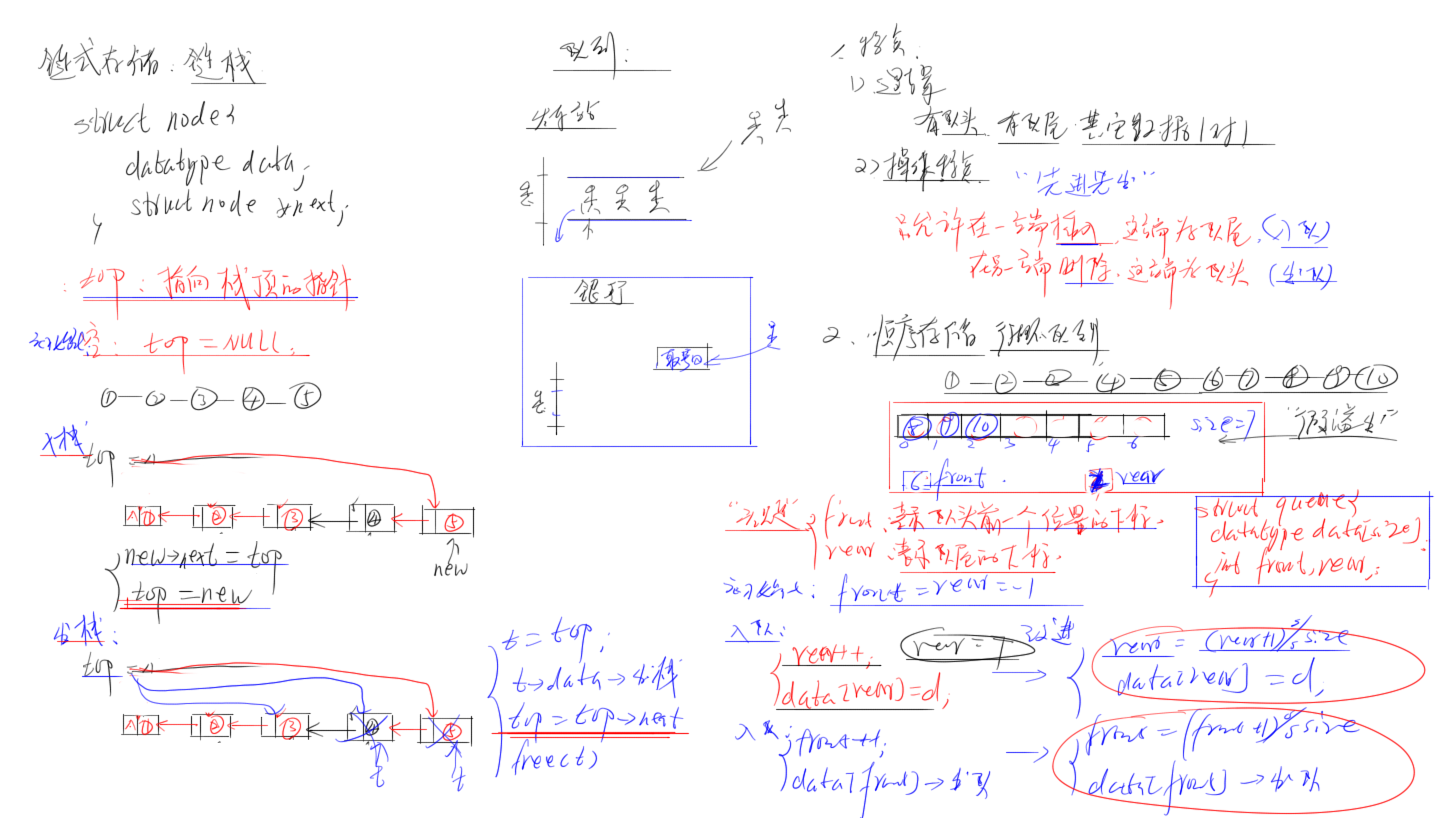 链式存储：链栈
struct node{
datatype data;
struct node *next;
}
top：指向栈顶的指针
初始化空：top=NULL;
①—②—③—④—⑤
入栈
top =
∧ ① ② ③ ④ ⑤
new
new→next=top
top=new
出栈：
top =
∧ ① ② ③ ④ ⑤
t t
t=top;
t→data→出栈
top=top→next
free(t)
队列：
火车站
银行
取号口
一、特点：
1）逻辑
有队头 有队尾 其它数据1对1
2）操作特点 “先进先出”
只允许在一端插入，这端为队尾，（入队）
在另一端删除，这端为队头（出队）
2、顺序存储 循环队列
①—②—③—④—⑤—⑥—⑦—⑧—⑨—⑩
⑧ ⑨ ⑩
0 1 2 3 4 5 6
size=7
“假溢出”
6 front
2 rear
front：表示队头前一个位置的下标.
rear：表示队尾的下标.
struct queue{
datatype data[size];
int front,rear;
}
初始化：front=rear=-1
入队：
rear++;
data[rear]=d;
rear=7
改进
rear=(rear+1)%size
data[rear]=d;
front++;
data[front]→出队
front=(front+1)%size
data[front]→出队